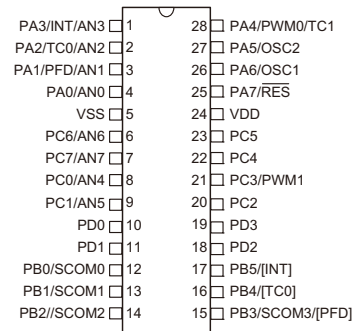 PA3/INT/AN3 1 28 PA4/PWM0/TC1
PA2/TC0/AN2 2 27 PA5/OSC2
PA1/PFD/AN1 3 26 PA6/OSC1
PA0/AN0 4 25 PA7/RES
VSS 5 24 VDD
PC6/AN6 6 23 PC5
PC7/AN7 7 22 PC4
PC0/AN4 8 21 PC3/PWM1
PC1/AN5 9 20 PC2
PD0 10 19 PD3
PD1 11 18 PD2
PB0/SCOM0 12 17 PB5/[INT]
PB1/SCOM1 13 16 PB4/[TC0]
PB2//SCOM2 14 15 PB3/SCOM3/[PFD]